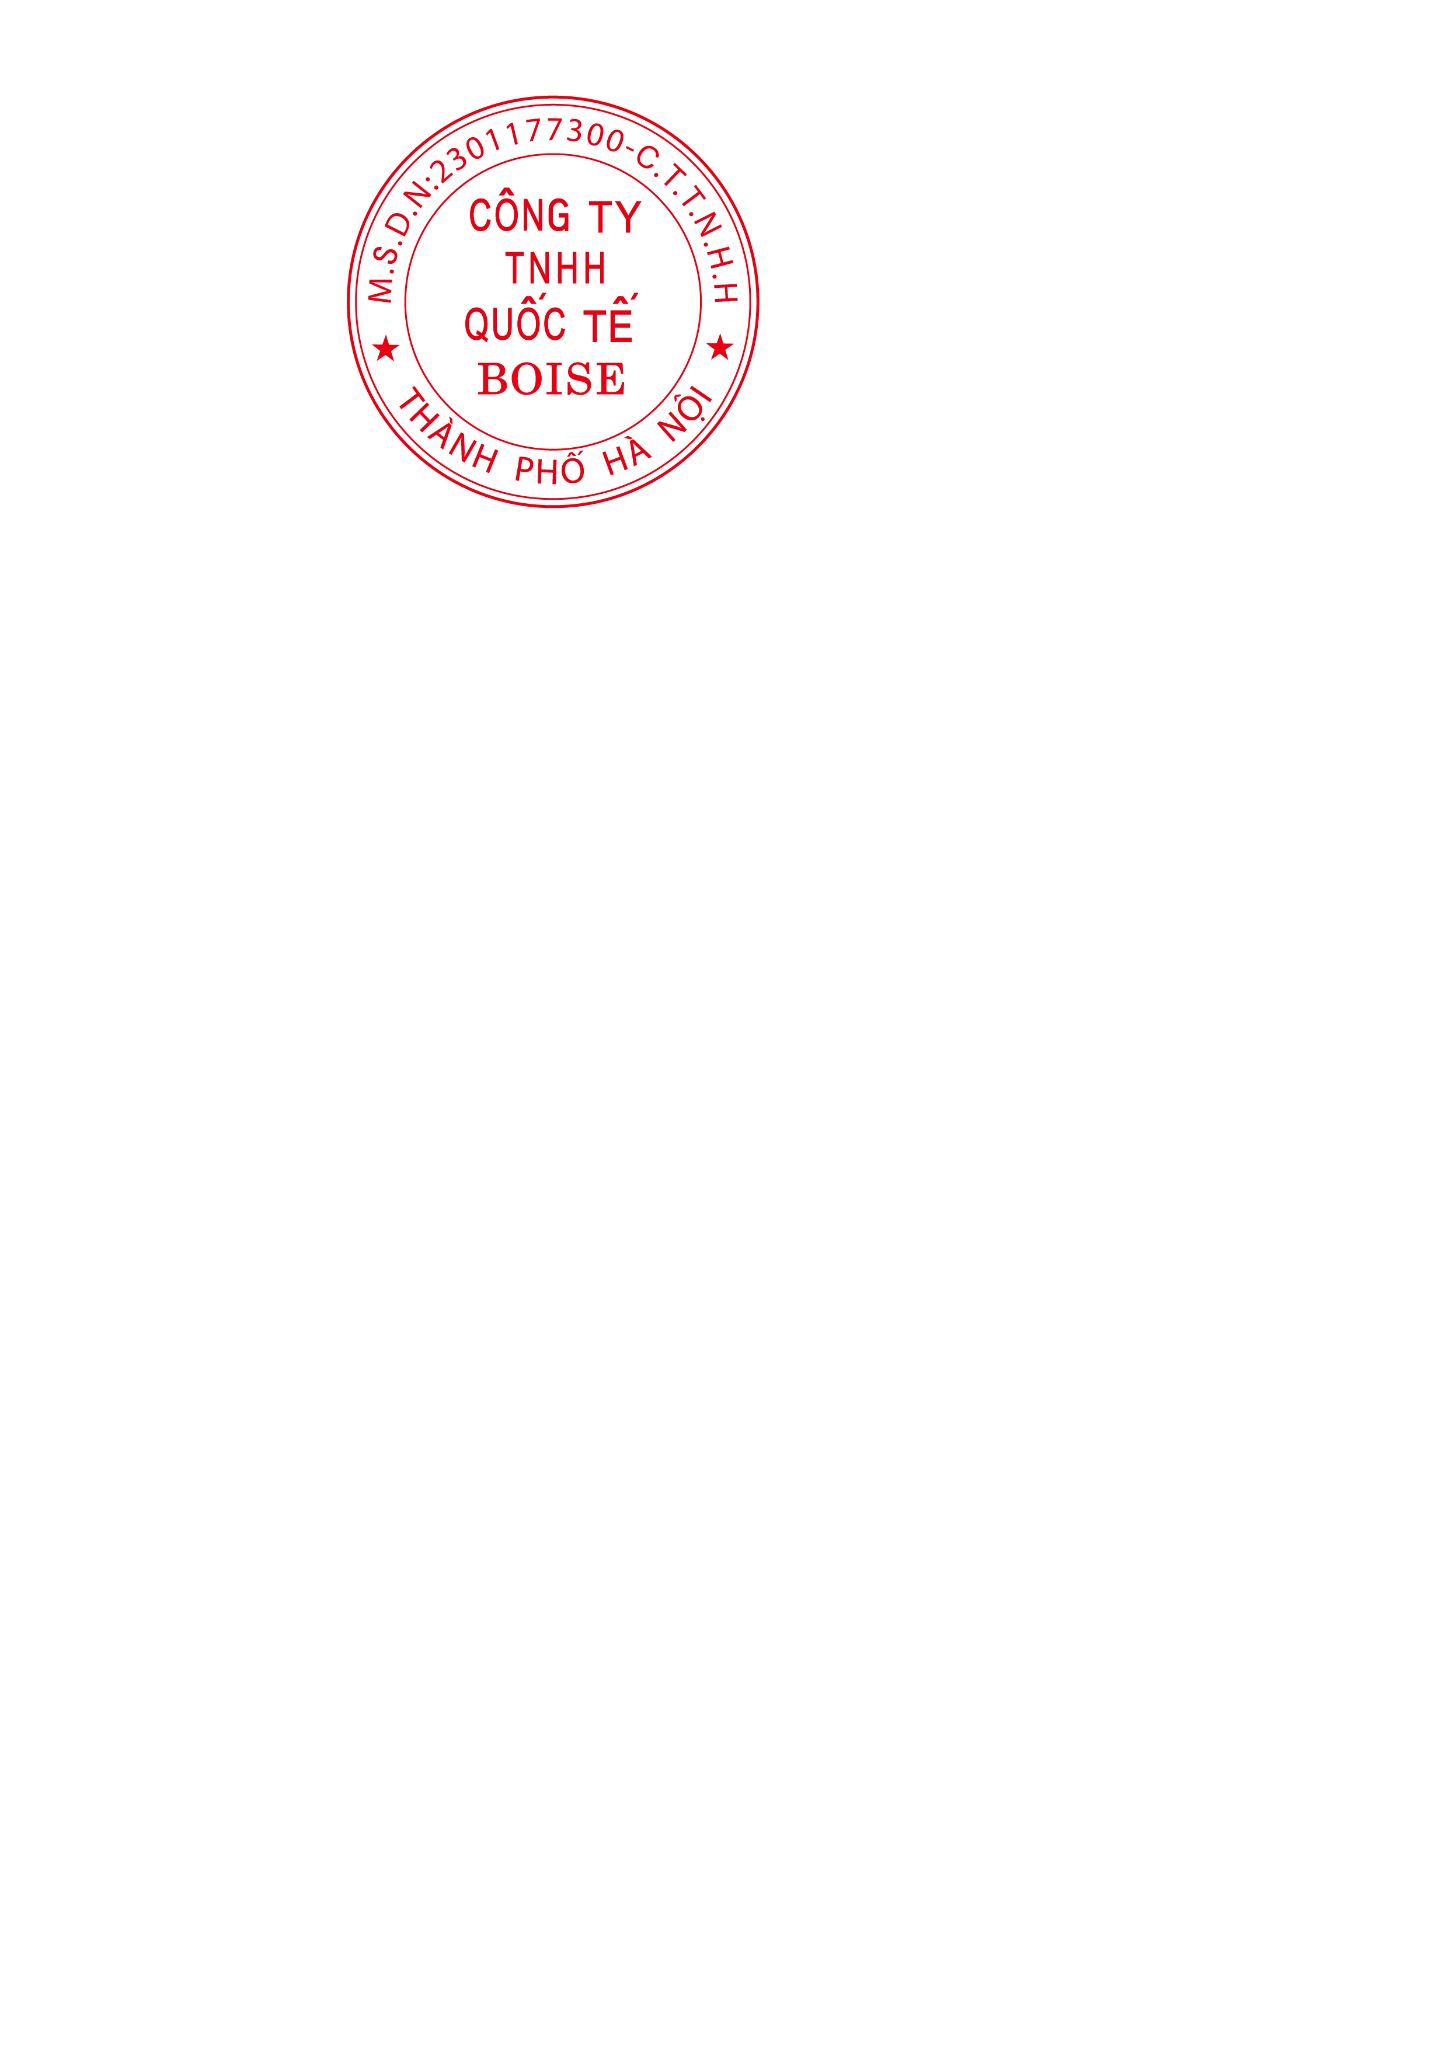 M.S.D.N:2301177300-C.T.T.N.H.H
CÔNG TY
TNHH
QUỐC TẾ
BOISE
★ THÀNH PHỐ HÀ NỘI ★